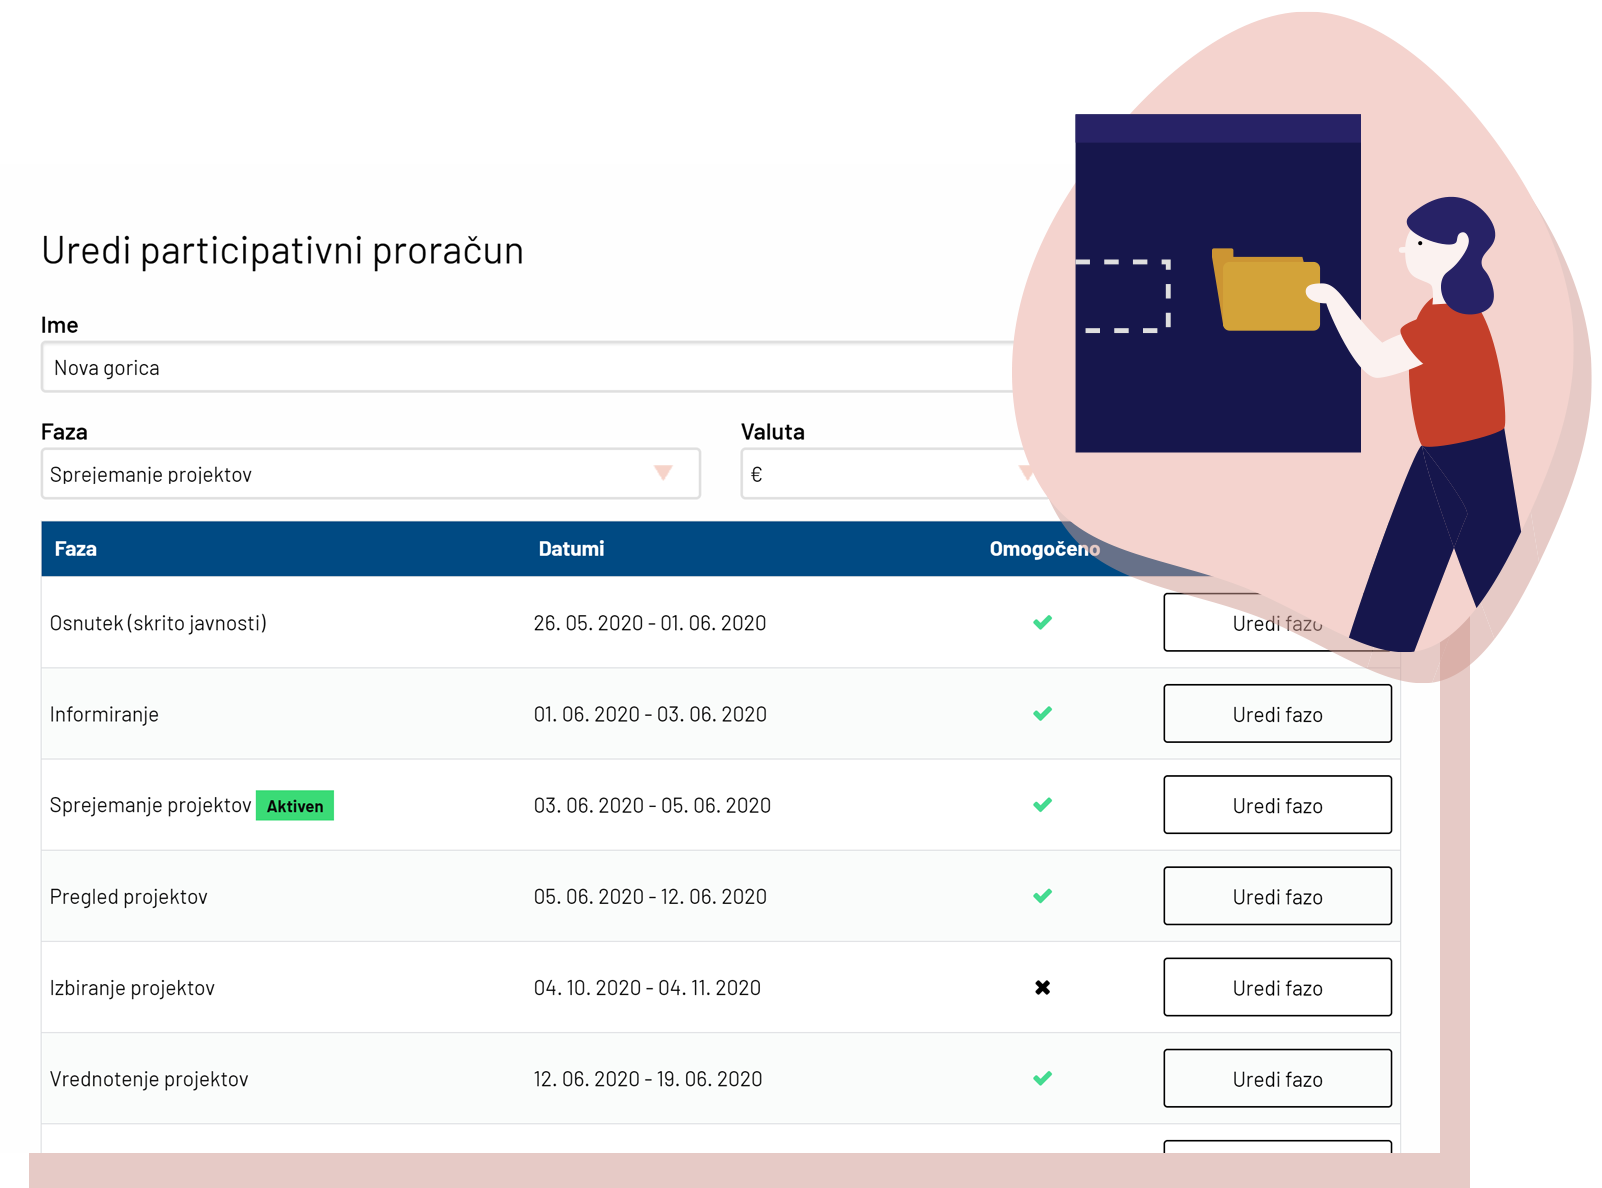 Uredi participativni proračun
Ime
Nova gorica
Faza Valuta
Sprejemanje projektov €
Faza Datumi Omogočeno
Osnutek (skrito javnosti) 26. 05. 2020 - 01. 06. 2020 Uredi fazo
Informiranje 01. 06. 2020 - 03. 06. 2020 Uredi fazo
Sprejemanje projektov Aktiven 03. 06. 2020 - 05. 06. 2020 Uredi fazo
Pregled projektov 05. 06. 2020 - 12. 06. 2020 Uredi fazo
Izbiranje projektov 04. 10. 2020 - 04. 11. 2020 Uredi fazo
Vrednotenje projektov 12. 06. 2020 - 19. 06. 2020 Uredi fazo